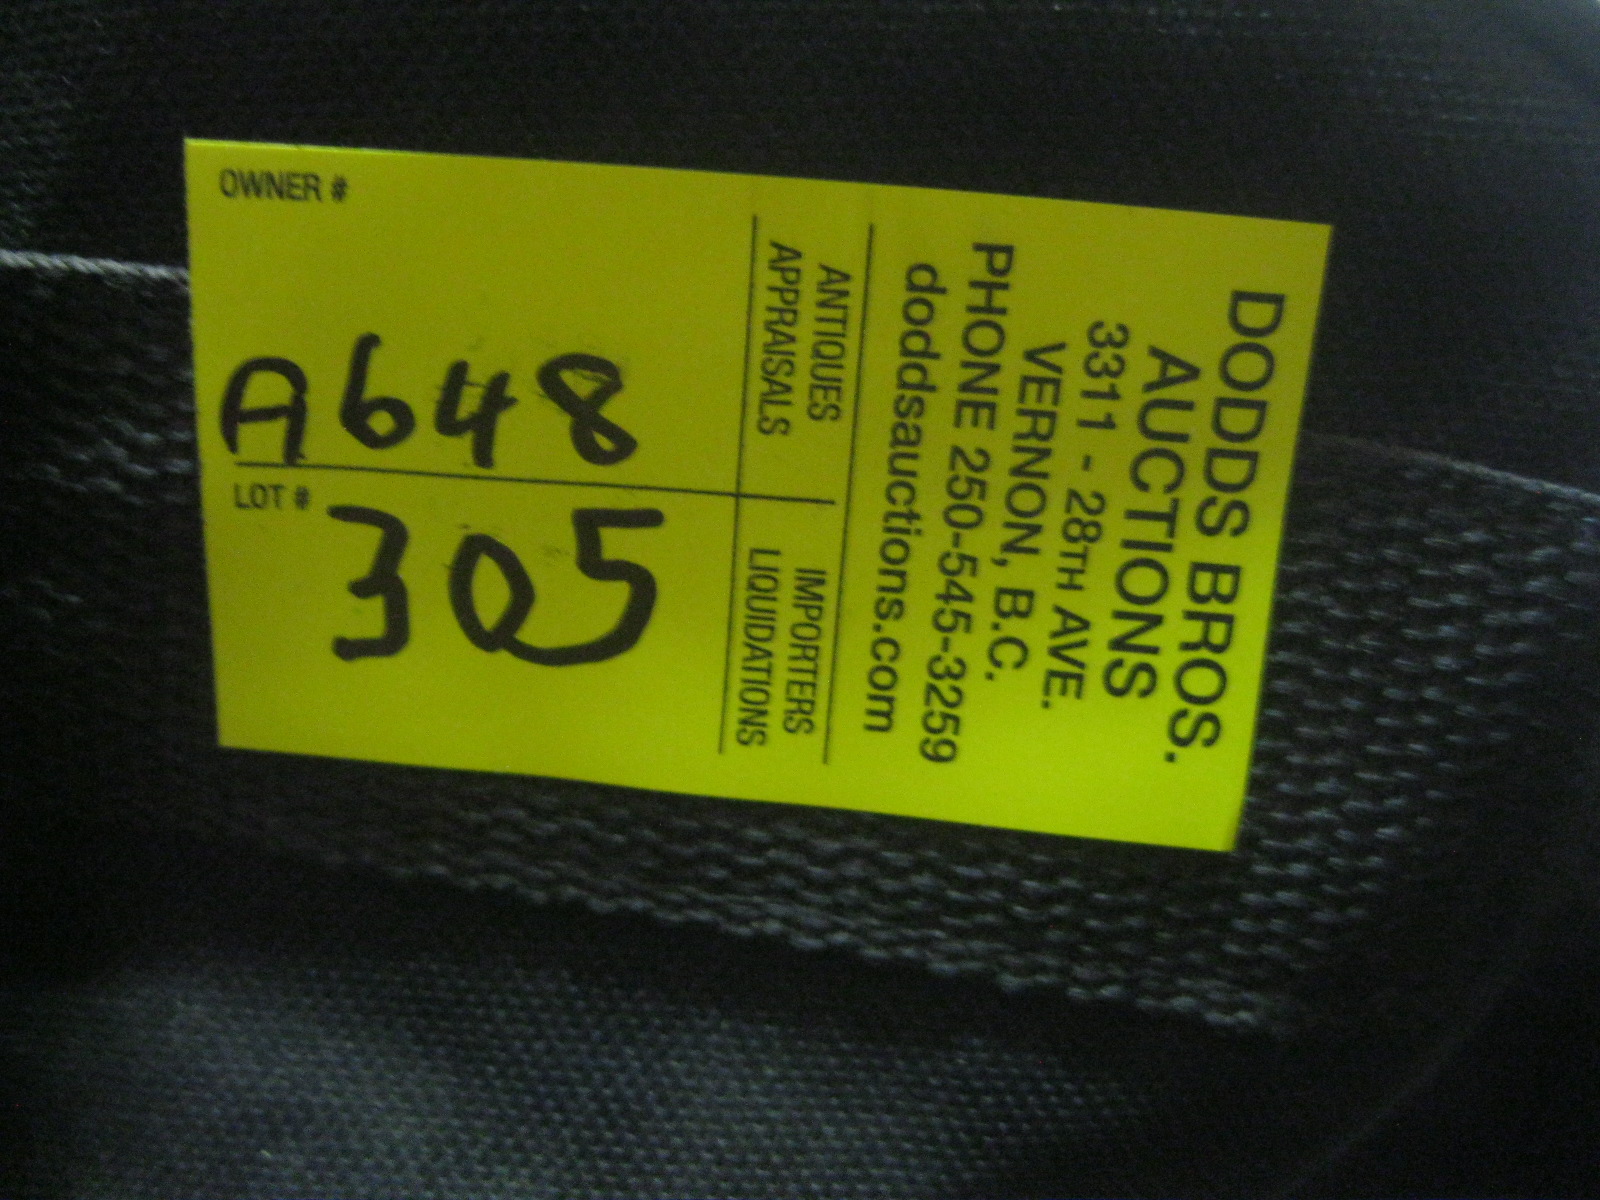 DODDS BROS.
AUCTIONS
3311 - 28TH AVE.
VERNON, B.C.
PHONE 250-545-3259
doddsauctions.com
ANTIQUES
APPRAISALS
IMPORTERS
LIQUIDATIONS
OWNER #
A648
LOT #
305